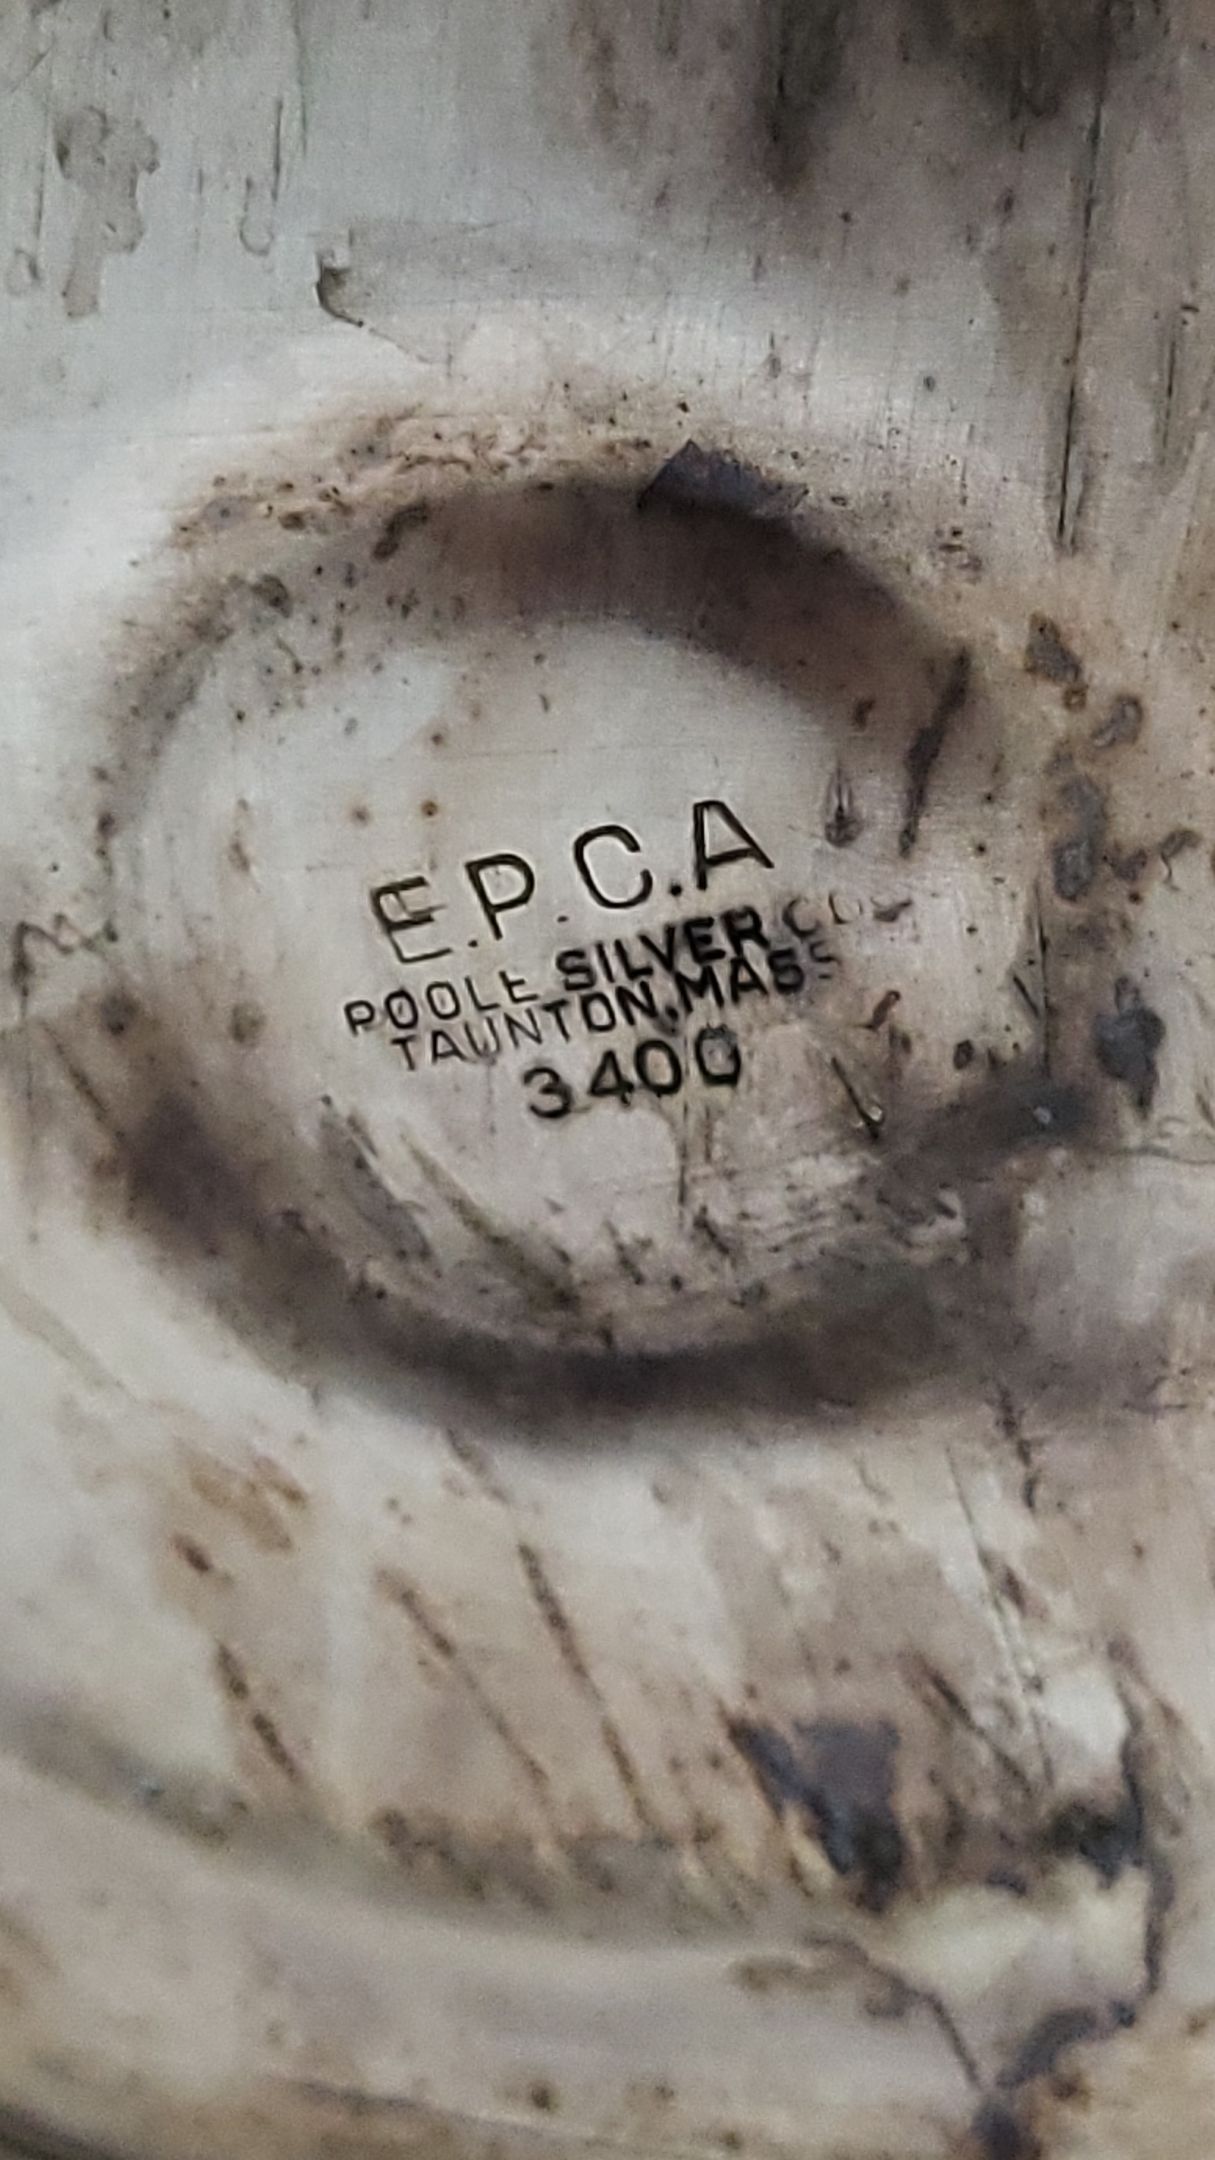 E.P.C.A
POOLE SILVER CO.
TAUNTON, MASS
3400